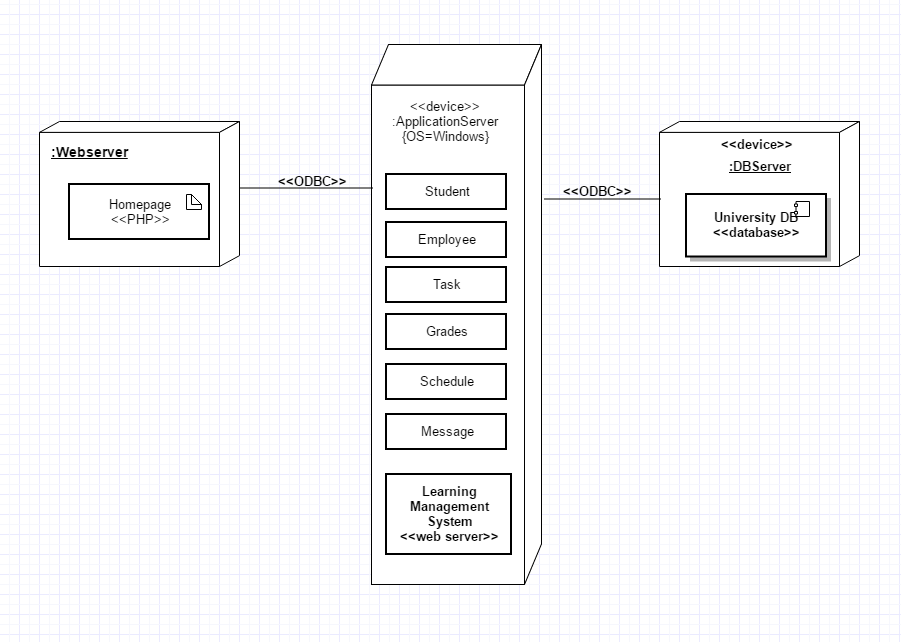 :Webserver
Homepage
<<PHP>>
<<ODBC>>
<<device>>
:ApplicationServer
{OS=Windows}
Student
Employee
Task
Grades
Schedule
Message
Learning
Management
System
<<web server>>
<<ODBC>>
<<device>>
:DBServer
University DB
<<database>>